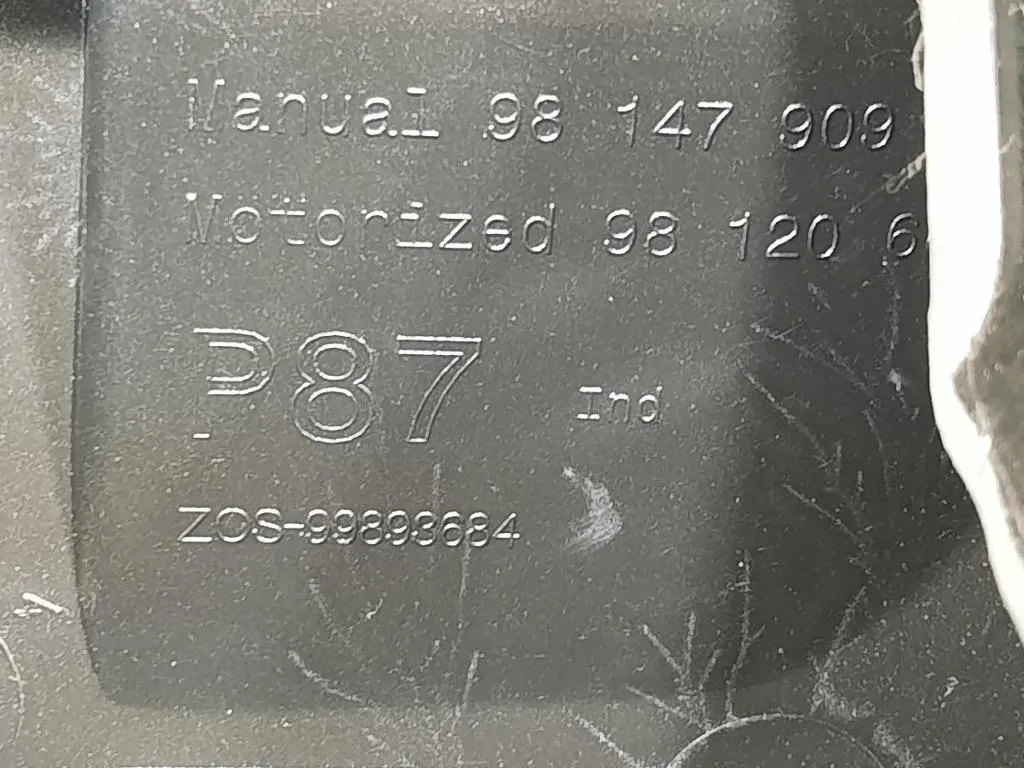 Manual 98 147 909
Motorized 98 120 6
P87 Ind
ZOS-99893684